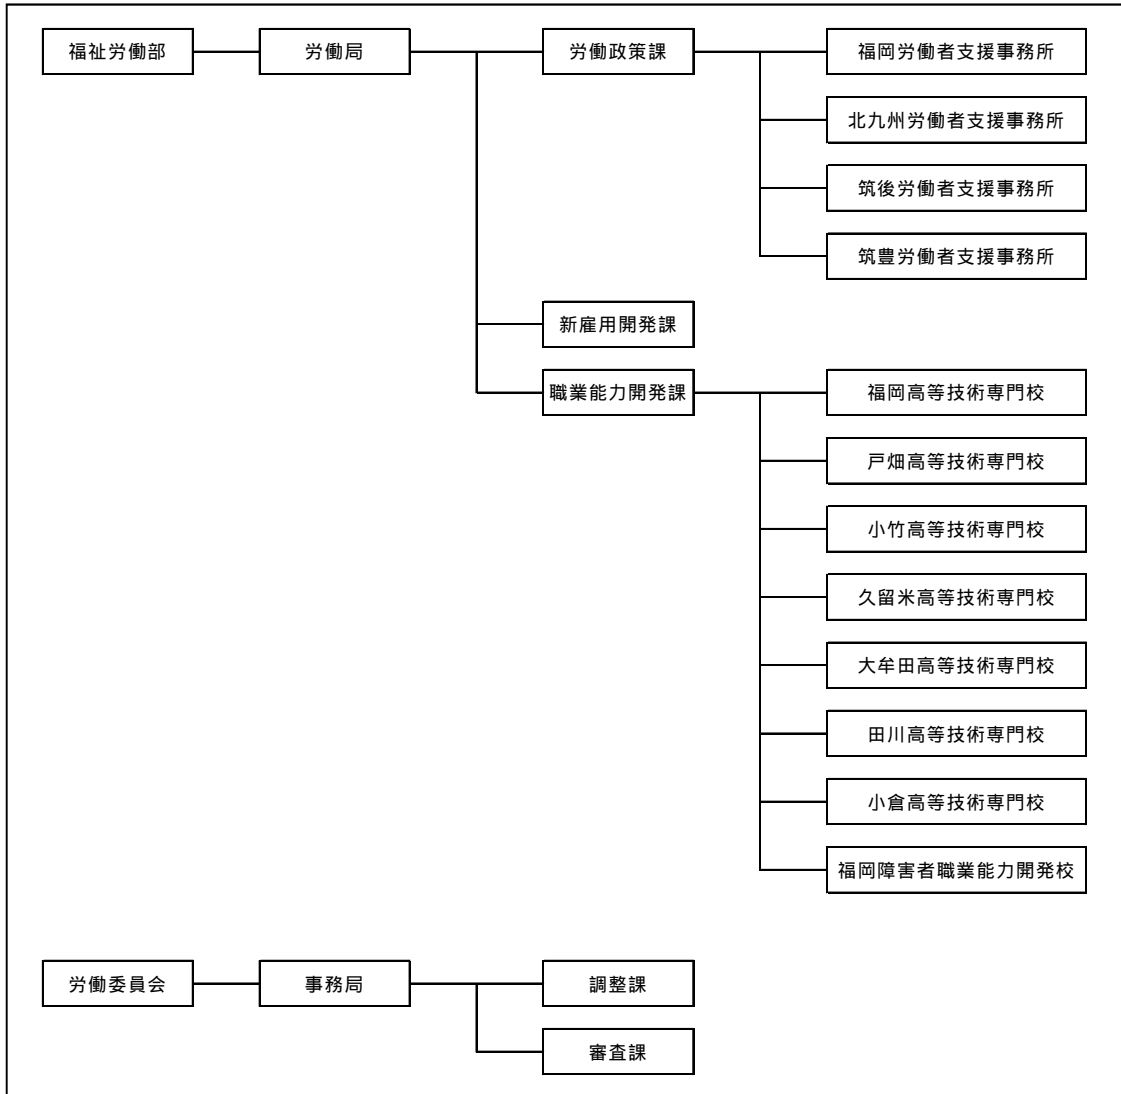 福祉労働部
労働局
労働政策課
福岡労働者支援事務所
北九州労働者支援事務所
筑後労働者支援事務所
筑豊労働者支援事務所
新雇用開発課
職業能力開発課
福岡高等技術専門校
戸畑高等技術専門校
小竹高等技術専門校
久留米高等技術専門校
大牟田高等技術専門校
田川高等技術専門校
小倉高等技術専門校
福岡障害者職業能力開発校
労働委員会
事務局
調整課
審査課